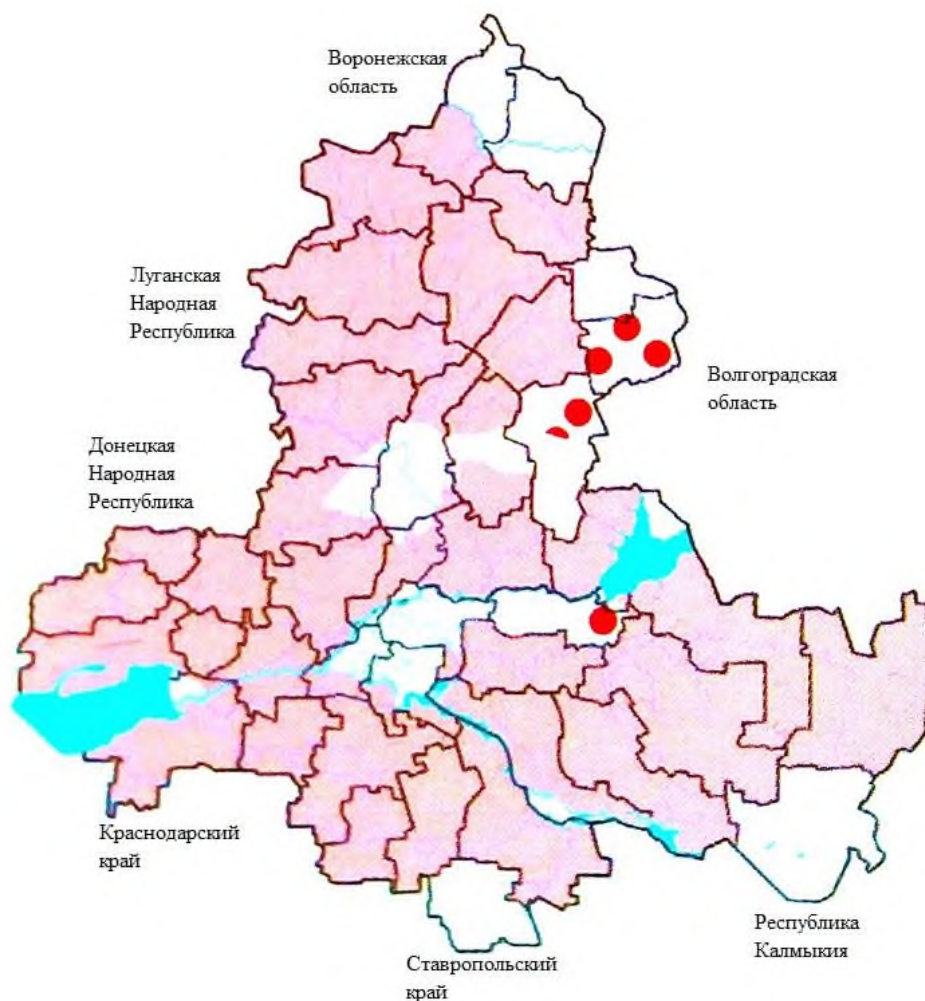 Воронежская
область
Луганская
Народная
Республика
Волгоградская
область
Донецкая
Народная
Республика
Краснодарский
край
Республика
Калмыкия
Ставропольский
край